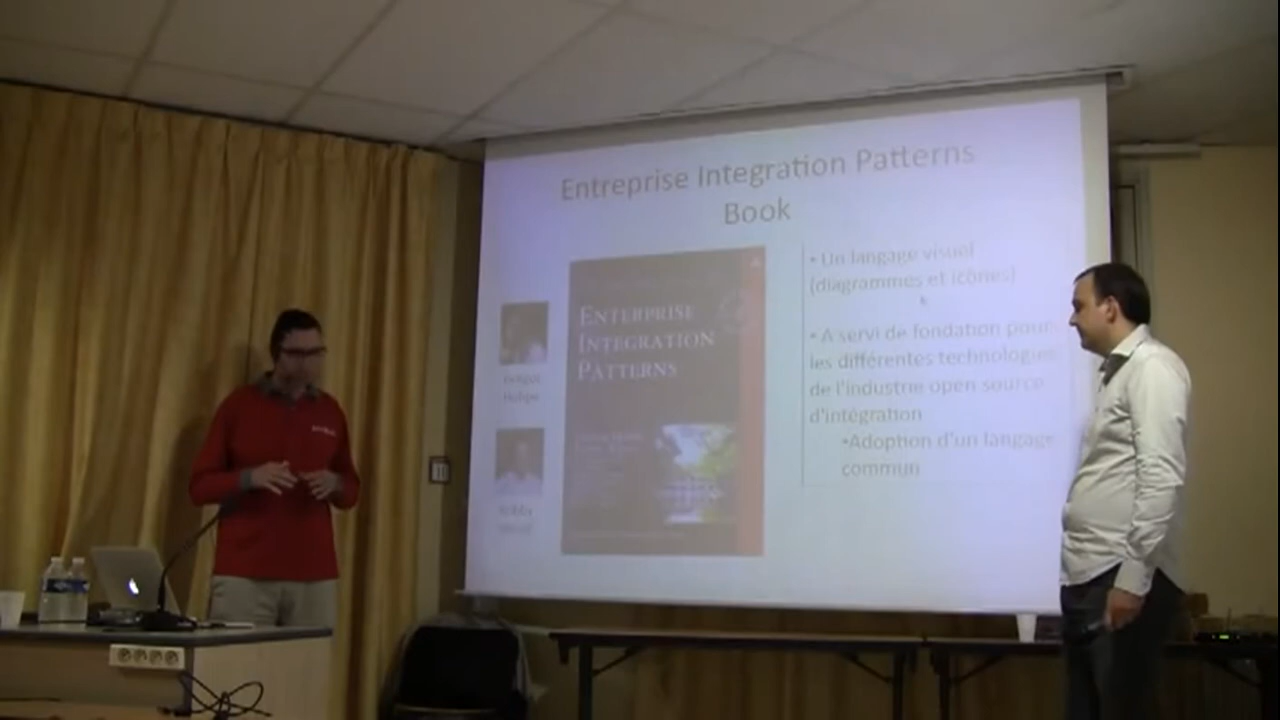 Entreprise Integration Patterns
Book
ENTERPRISE
INTEGRATION
PATTERNS
• Un langage visuel
(diagrammes et icônes)
• A servi de fondation pour
les différentes technologies
de l'industrie open source
d'intégration
•Adoption d'un langage
commun